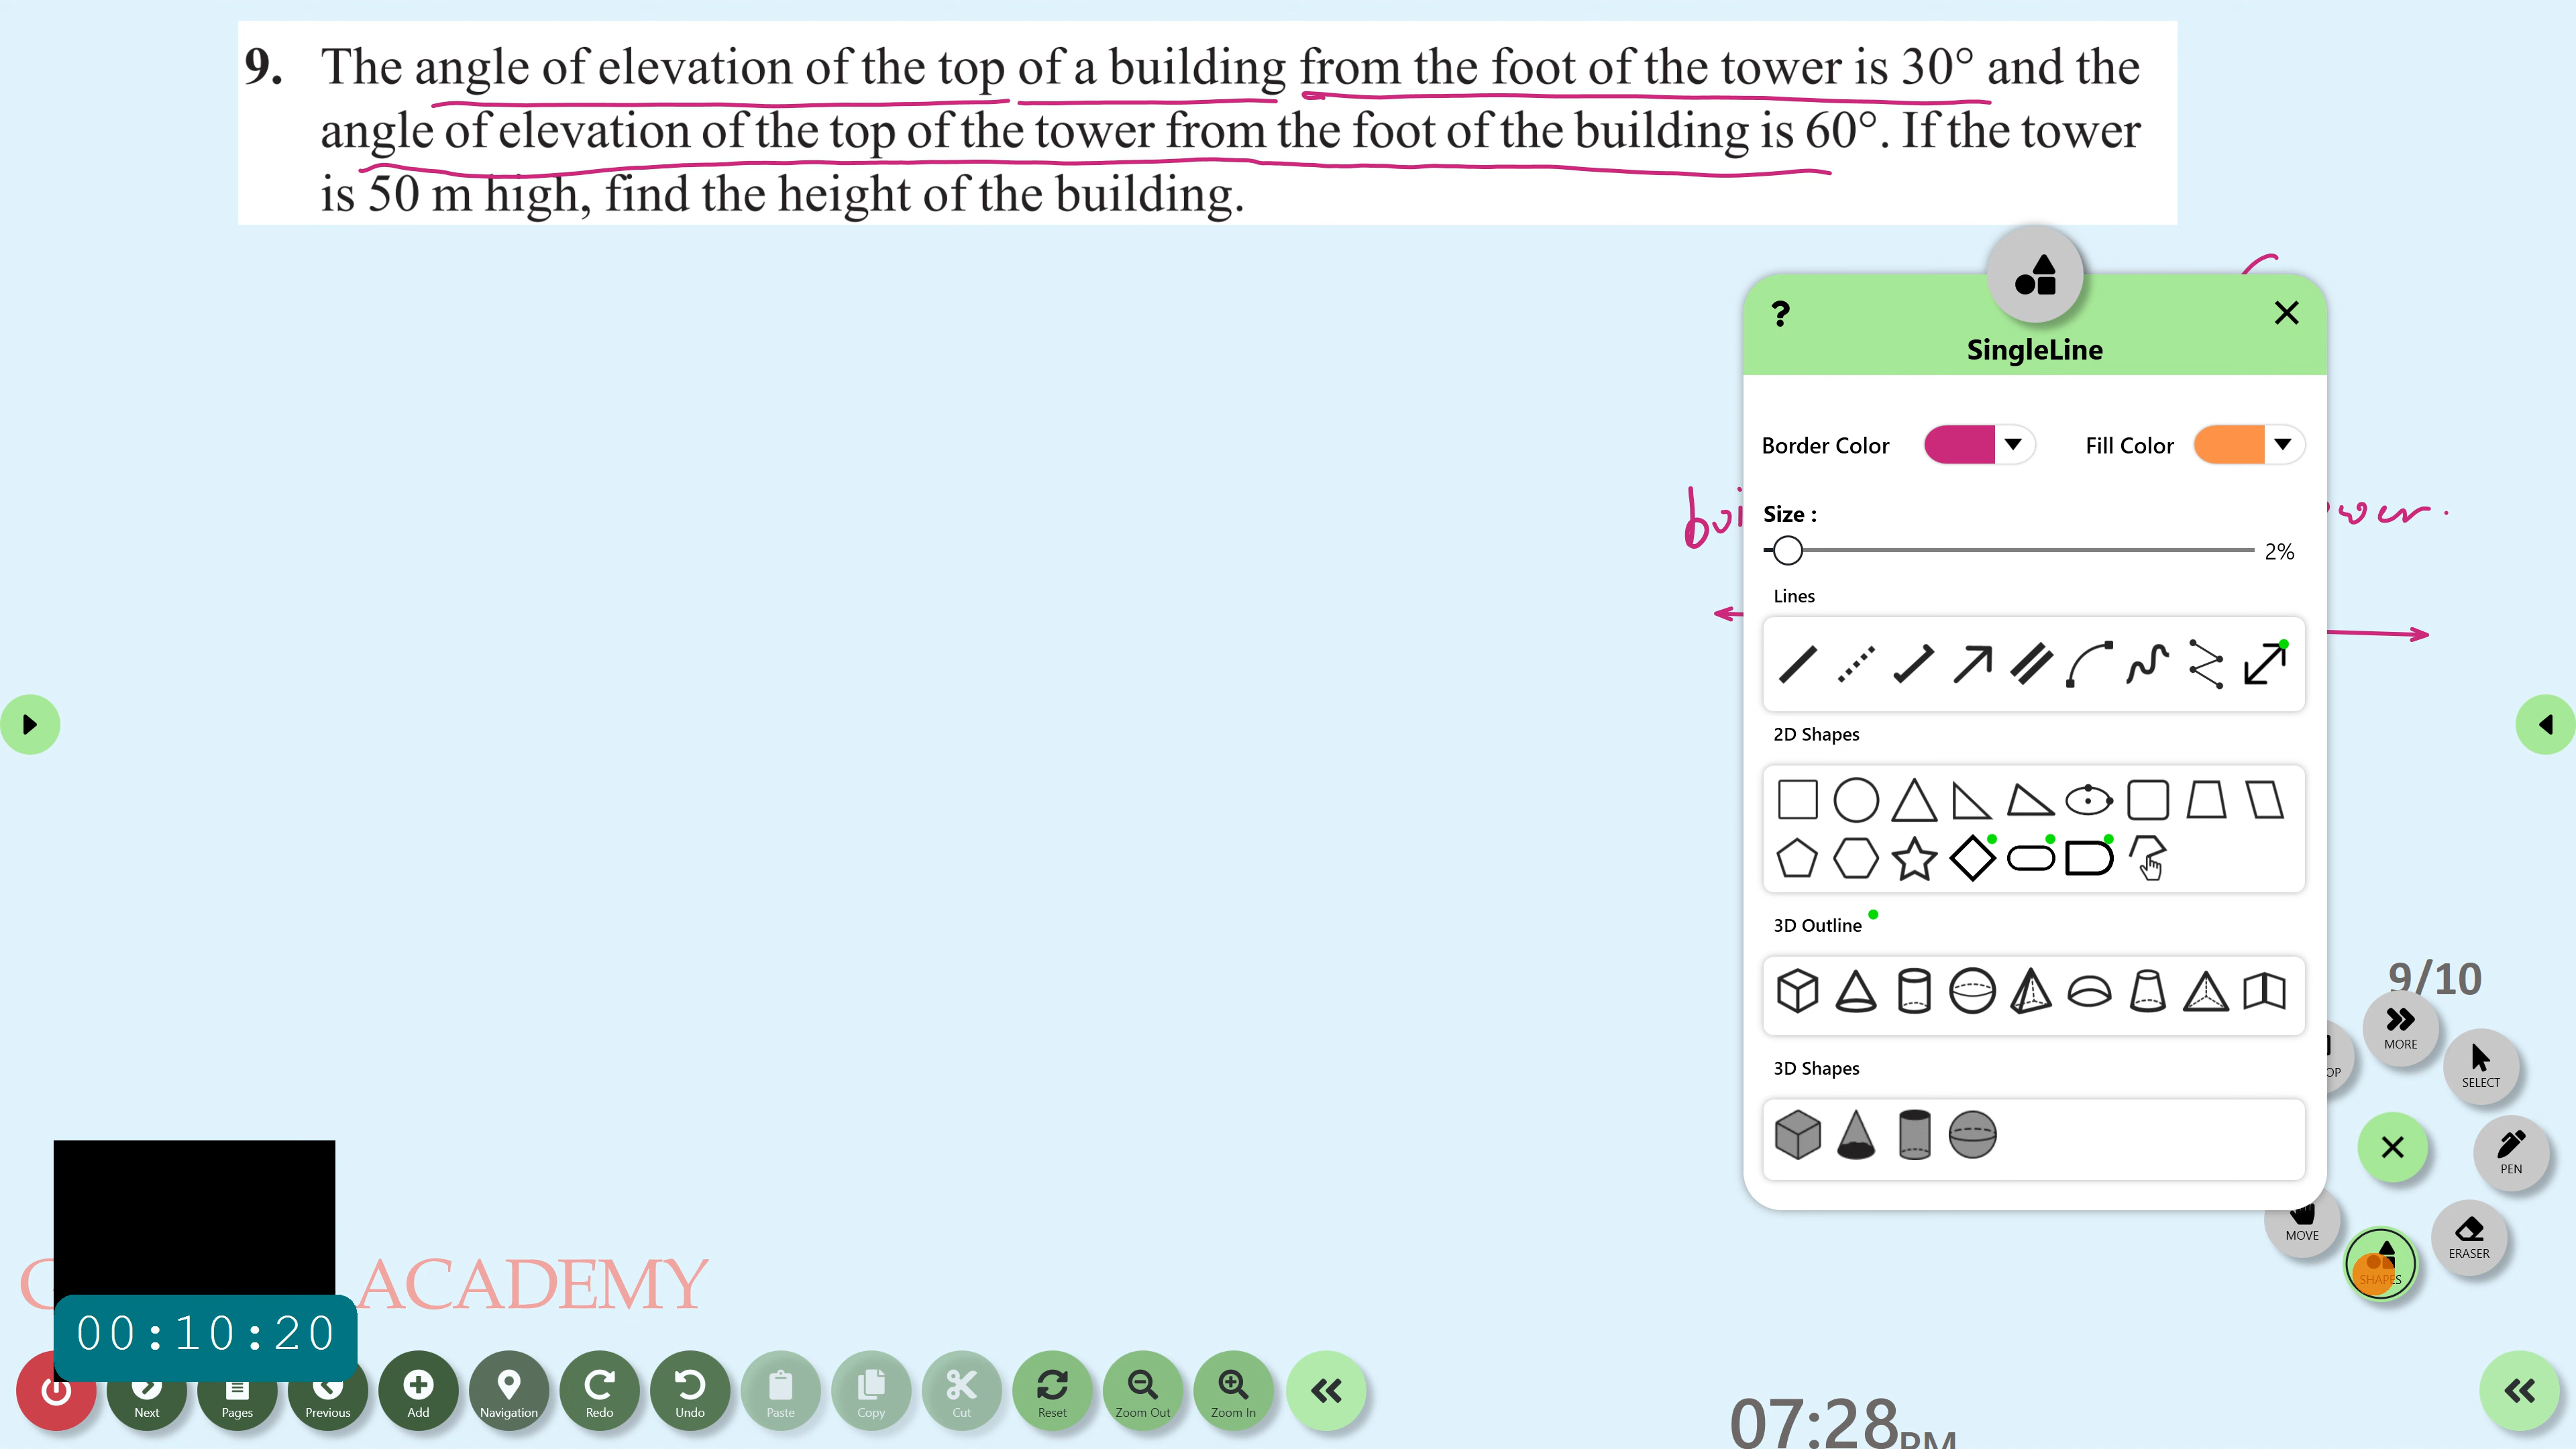 9. The angle of elevation of the top of a building from the foot of the tower is 30° and the
angle of elevation of the top of the tower from the foot of the building is 60°. If the tower
is 50 m high, find the height of the building.
?
SingleLine
Border Color
Fill Color
Size :
2%
Lines
2D Shapes
3D Outline
3D Shapes
9/10
MORE
SELECT
PEN
ERASER
SHAPES
MOVE
ACADEMY
00:10:20
Next
Pages
Previous
Add
Navigation
Redo
Undo
Paste
Copy
Cut
Reset
Zoom Out
Zoom In
07:28 PM